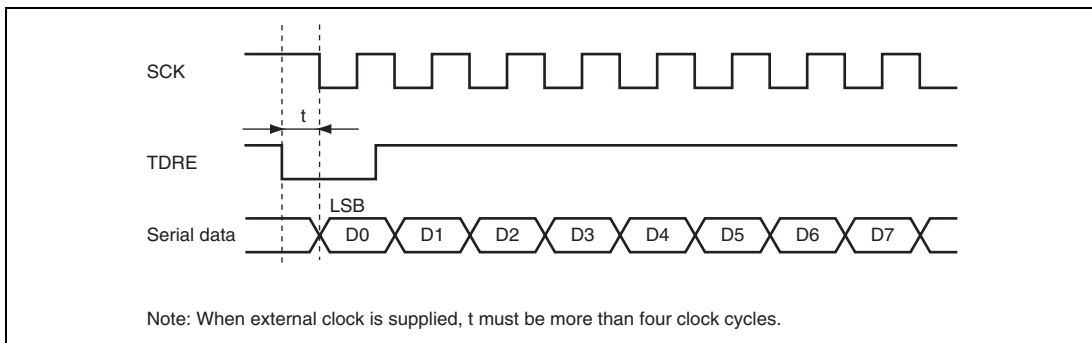 SCK
t
TDRE
LSB
Serial data D0 D1 D2 D3 D4 D5 D6 D7
Note: When external clock is supplied, t must be more than four clock cycles.